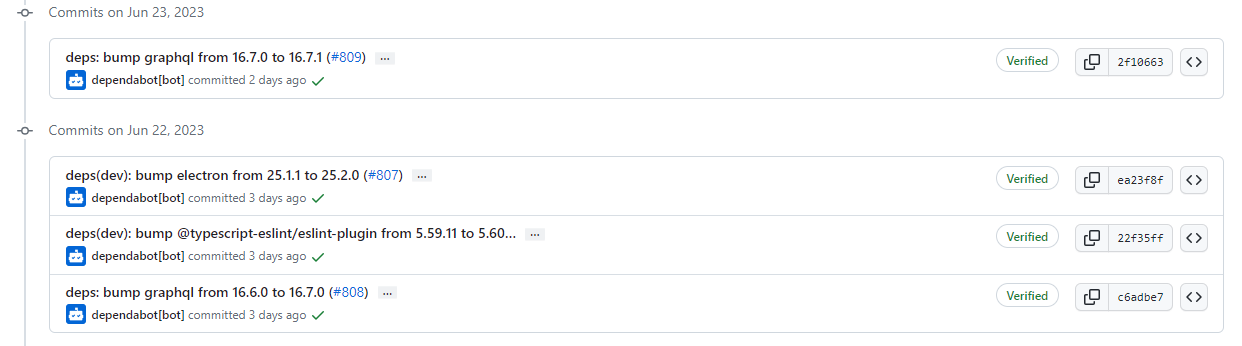 Commits on Jun 23, 2023
deps: bump graphql from 16.7.0 to 16.7.1 (#809) ...
Verified 2f10663
dependabot[bot] committed 2 days ago
Commits on Jun 22, 2023
deps(dev): bump electron from 25.1.1 to 25.2.0 (#807) ...
Verified ea23f8f
dependabot[bot] committed 3 days ago
deps(dev): bump @typescript-eslint/eslint-plugin from 5.59.11 to 5.60... ...
Verified 22f35ff
dependabot[bot] committed 3 days ago
deps: bump graphql from 16.6.0 to 16.7.0 (#808) ...
Verified c6adbe7
dependabot[bot] committed 3 days ago